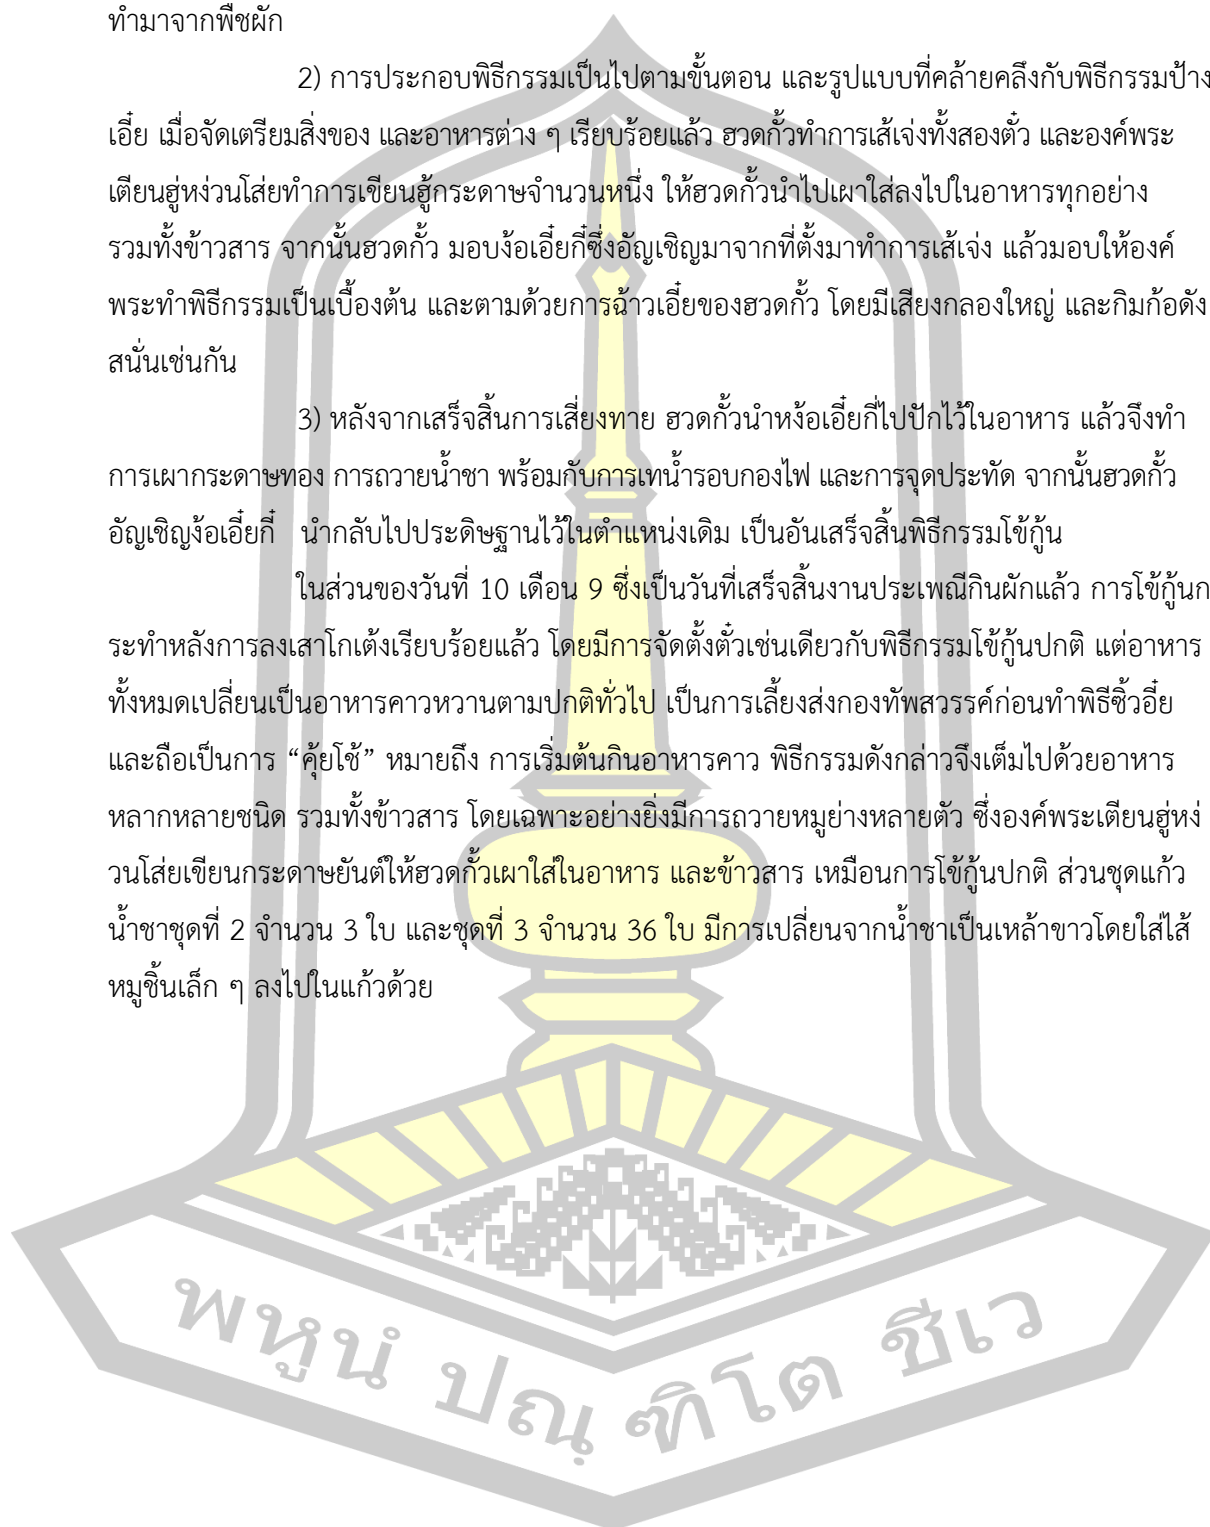 ทำมาจากพืชผัก
2) การประกอบพิธีกรรมเป็นไปตามขั้นตอน และรูปแบบที่คล้ายคลึงกับพิธีกรรมป้าง
เอี๋ย เมื่อจัดเตรียมสิ่งของ และอาหารต่าง ๆ เรียบร้อยแล้ว ฮวดกั้วทำการเส้เจ่งทั้งสองตั๋ว และองค์พระ
เตียนฮู่หง่วนโส่ยทำการเขียนฮู้กระดาษจำนวนหนึ่ง ให้ฮวดกั้วนำไปเผาใส่ลงไปในอาหารทุกอย่าง
รวมทั้งข้าวสาร จากนั้นฮวดกั้ว มอบง้อเอี๋ยกี๋ซึ่งอัญเชิญมาจากที่ตั้งมาทำการเส้เจ่ง แล้วมอบให้องค์
พระทำพิธีกรรมเป็นเบื้องต้น และตามด้วยการฉ้าวเอี๋ยของฮวดกั้ว โดยมีเสียงกลองใหญ่ และกิมก้อดัง
สนั่นเช่นกัน
3) หลังจากเสร็จสิ้นการเสี่ยงทาย ฮวดกั้วนำหง้อเอี๋ยกี่ไปปักไว้ในอาหาร แล้วจึงทำ
การเผากระดาษทอง การถวายน้ำชา พร้อมกับการเทน้ำรอบกองไฟ และการจุดประทัด จากนั้นฮวดกั้ว
อัญเชิญง้อเอี๋ยกี๋ นำกลับไปประดิษฐานไว้ในตำแหน่งเดิม เป็นอันเสร็จสิ้นพิธีกรรมโข้กู้น
ในส่วนของวันที่ 10 เดือน 9 ซึ่งเป็นวันที่เสร็จสิ้นงานประเพณีกินผักแล้ว การโข้กู้นก
ระทำหลังการลงเสาโกเต้งเรียบร้อยแล้ว โดยมีการจัดตั้งตั๋วเช่นเดียวกับพิธีกรรมโข้กู้นปกติ แต่อาหาร
ทั้งหมดเปลี่ยนเป็นอาหารคาวหวานตามปกติทั่วไป เป็นการเลี้ยงส่งกองทัพสวรรค์ก่อนทำพิธีซิ้วอี๋ย
และถือเป็นการ “คุ้ยโช้” หมายถึง การเริ่มต้นกินอาหารคาว พิธีกรรมดังกล่าวจึงเต็มไปด้วยอาหาร
หลากหลายชนิด รวมทั้งข้าวสาร โดยเฉพาะอย่างยิ่งมีการถวายหมูย่างหลายตัว ซึ่งองค์พระเตียนฮู่หง่
วนโส่ยเขียนกระดาษยันต์ให้ฮวดกั้วเผาใส่ในอาหาร และข้าวสาร เหมือนการโข้กู้นปกติ ส่วนชุดแก้ว
น้ำชาชุดที่ 2 จำนวน 3 ใบ และชุดที่ 3 จำนวน 36 ใบ มีการเปลี่ยนจากน้ำชาเป็นเหล้าขาวโดยใส่ไส้
หมูชิ้นเล็ก ๆ ลงไปในแก้วด้วย
พหูนํ ปณฺฑิโต ชีเว